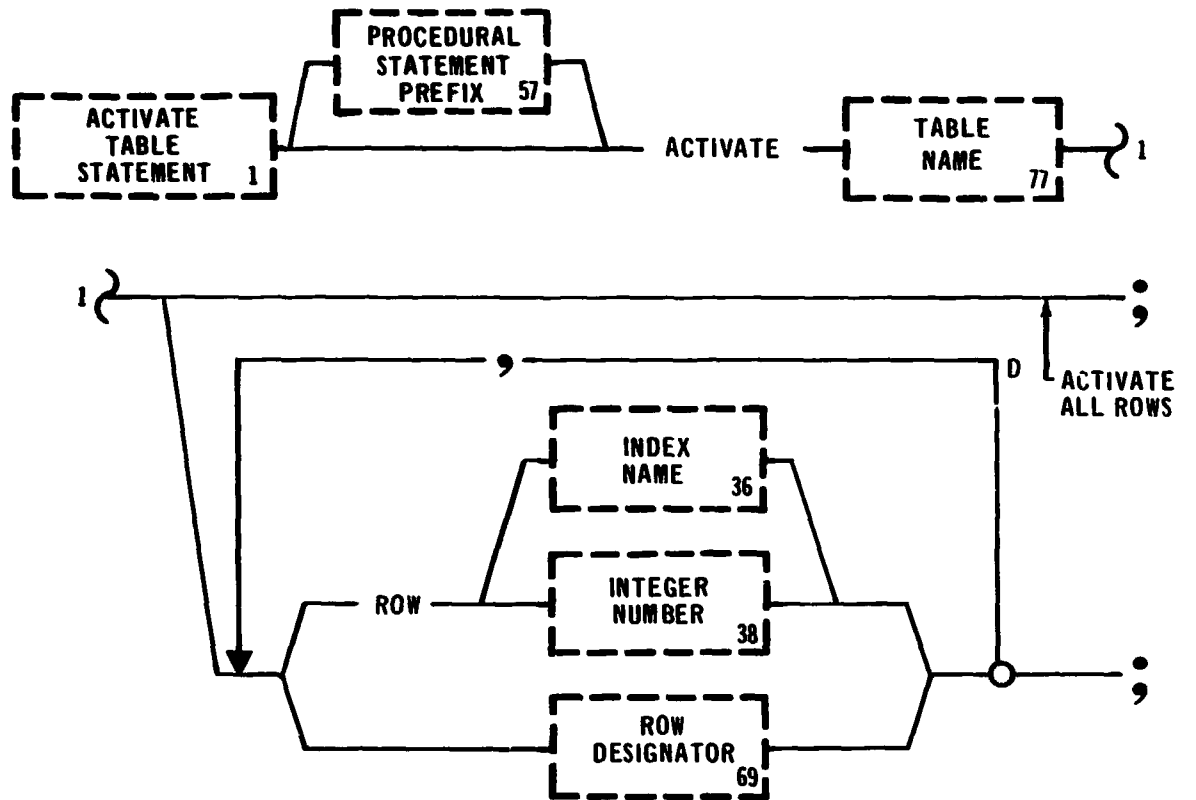 PROCEDURAL
STATEMENT
PREFIX 57
ACTIVATE
TABLE
STATEMENT 1
ACTIVATE
TABLE
NAME
77
1
1
;
,
D
ACTIVATE
ALL ROWS
INDEX
NAME
36
ROW
INTEGER
NUMBER
38
;
ROW
DESIGNATOR
69